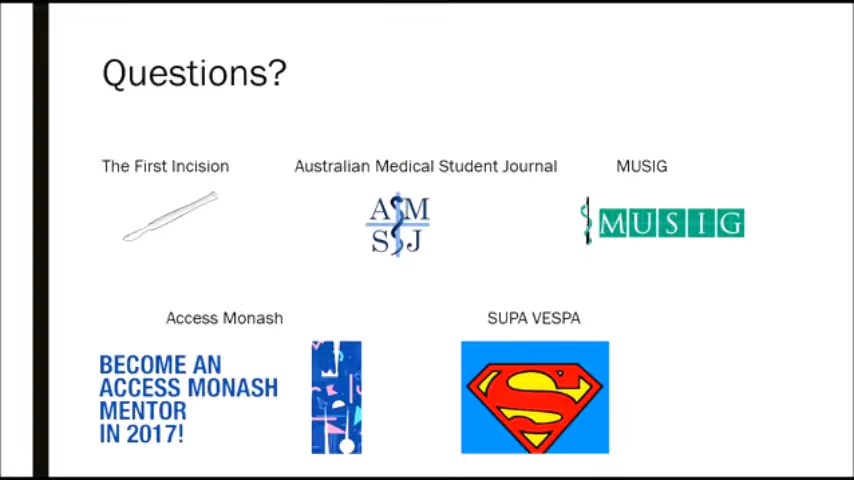 Questions?
The First Incision
Australian Medical Student Journal
MUSIG
A M
S J
MUSIG
Access Monash
SUPA VESPA
BECOME AN
ACCESS MONASH
MENTOR
IN 2017!
S